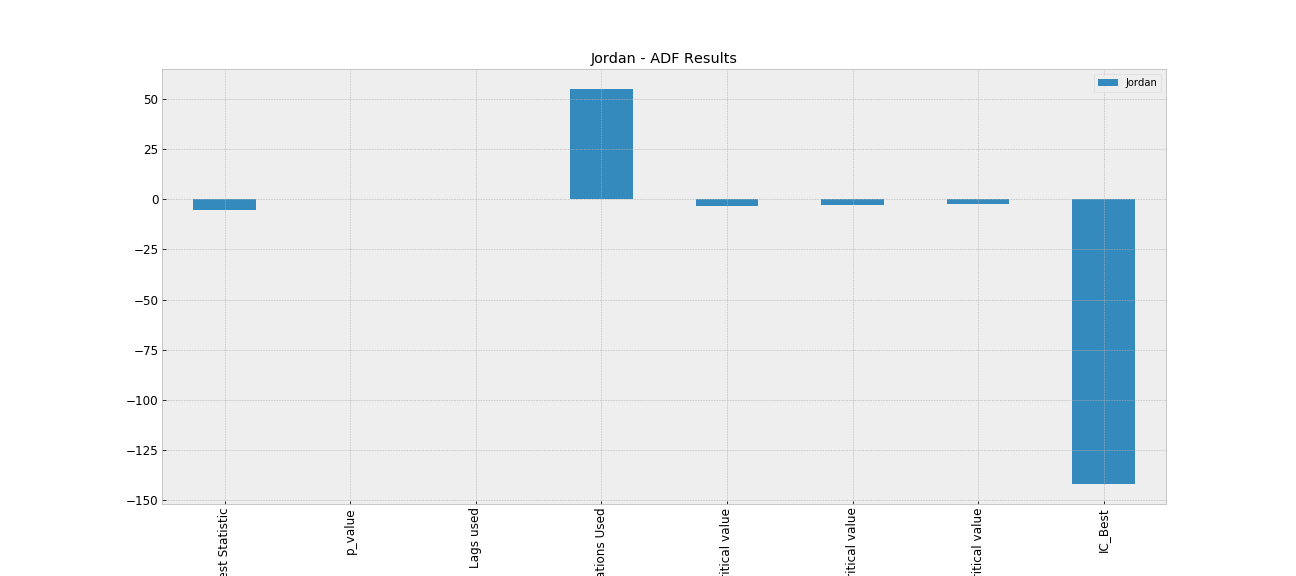 Jordan - ADF Results
Jordan
50
25
0
−25
−50
−75
−100
−125
−150
est Statistic
p_value
Lags used
ations Used
ritical value
ritical value
ritical value
IC_Best